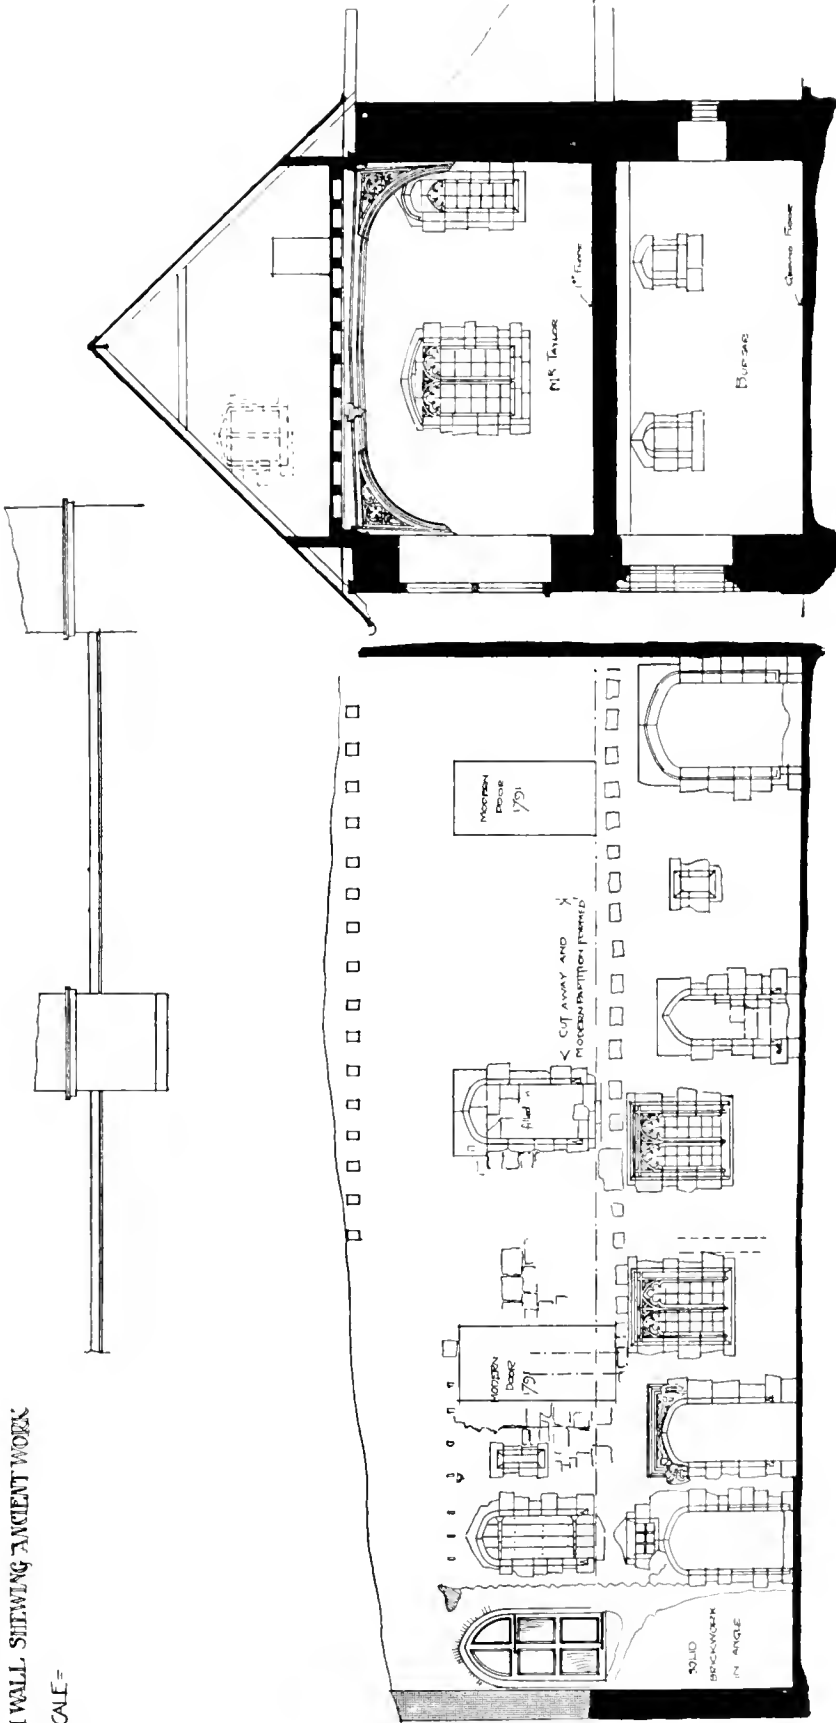 WALL SHEWING ANCIENT WORK
SCALE =
SOLID
BRICKWORK
IN ANGLE
MODERN
DOOR
1791
filled in
< CUT AWAY AND
MODERN PARTITION FORMED
MODERN
DOOR
1791
MR TAYLOR
1ST FLOOR
BURSAR
GROUND FLOOR